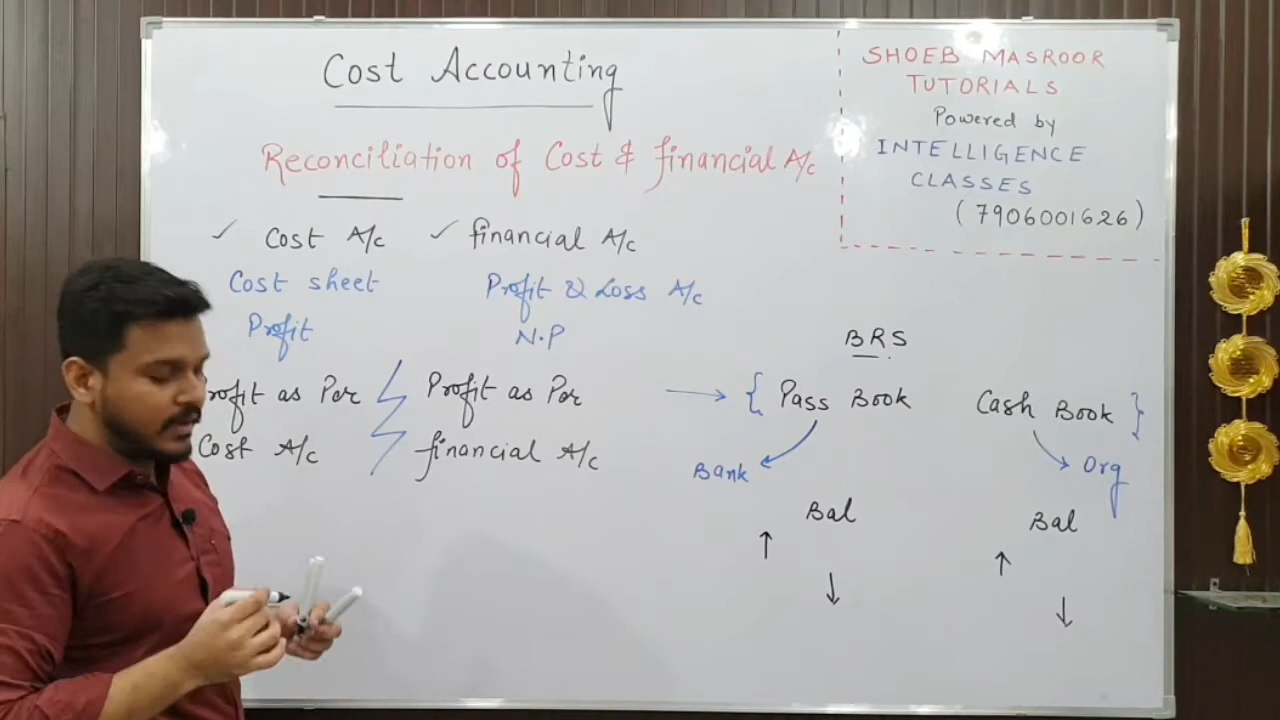 Cost Accounting
Reconciliation of Cost & financial A/c
✓ Cost A/c ✓ financial A/c
Cost sheet Profit & Loss A/c
Profit N.P
rofit as Per Profit as Per
Cost A/c financial A/c
SHOEB MASROOR
TUTORIALS
Powered by
INTELLIGENCE
CLASSES
(7906001626)
BRS
→ { Pass Book Cash Book }
Bank Org
Bal Bal
↑ ↑
↓ ↓